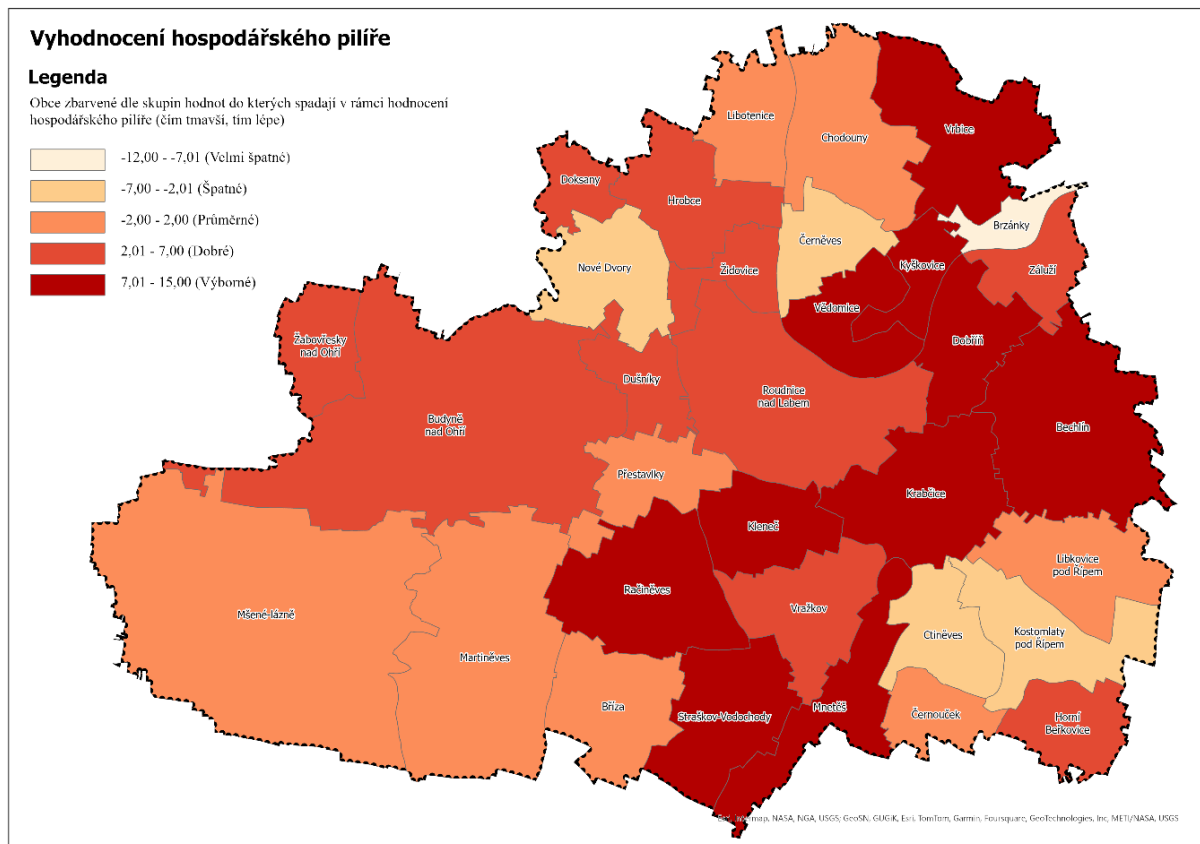 Vyhodnocení hospodářského pilíře
Legenda
Obce zbarvené dle skupin hodnot do kterých spadají v rámci hodnocení
hospodářského pilíře (čím tmavší, tím lépe)
-12,00 - -7,01 (Velmi špatné)
-7,00 - -2,01 (Špatné)
-2,00 - 2,00 (Průměrné)
2,01 - 7,00 (Dobré)
7,01 - 15,00 (Výborné)
Libotenice
Chodouny
Vrbice
Doksany
Hrobce
Brzánky
Černěves
Kyškovice
Židovice
Nové Dvory
Záluží
Vědomice
Žabovřesky
nad Ohří
Dobříň
Dušníky
Roudnice
nad Labem
Budyně
nad Ohří
Bechlín
Přestavlky
Krabčice
Kleneč
Libkovice
pod Řípem
Račiněves
Vražkov
Mšené-lázně
Ctiněves
Kostomlaty
pod Řípem
Martiněves
Bříza
Straškov-Vodochody
Mnetěš
Černouček
Horní
Beřkovice
NASA, NGA, USGS; GeoSN, GUGiK, Esri, TomTom, Garmin, Foursquare, GeoTechnologies, Inc, METI/NASA, USGS